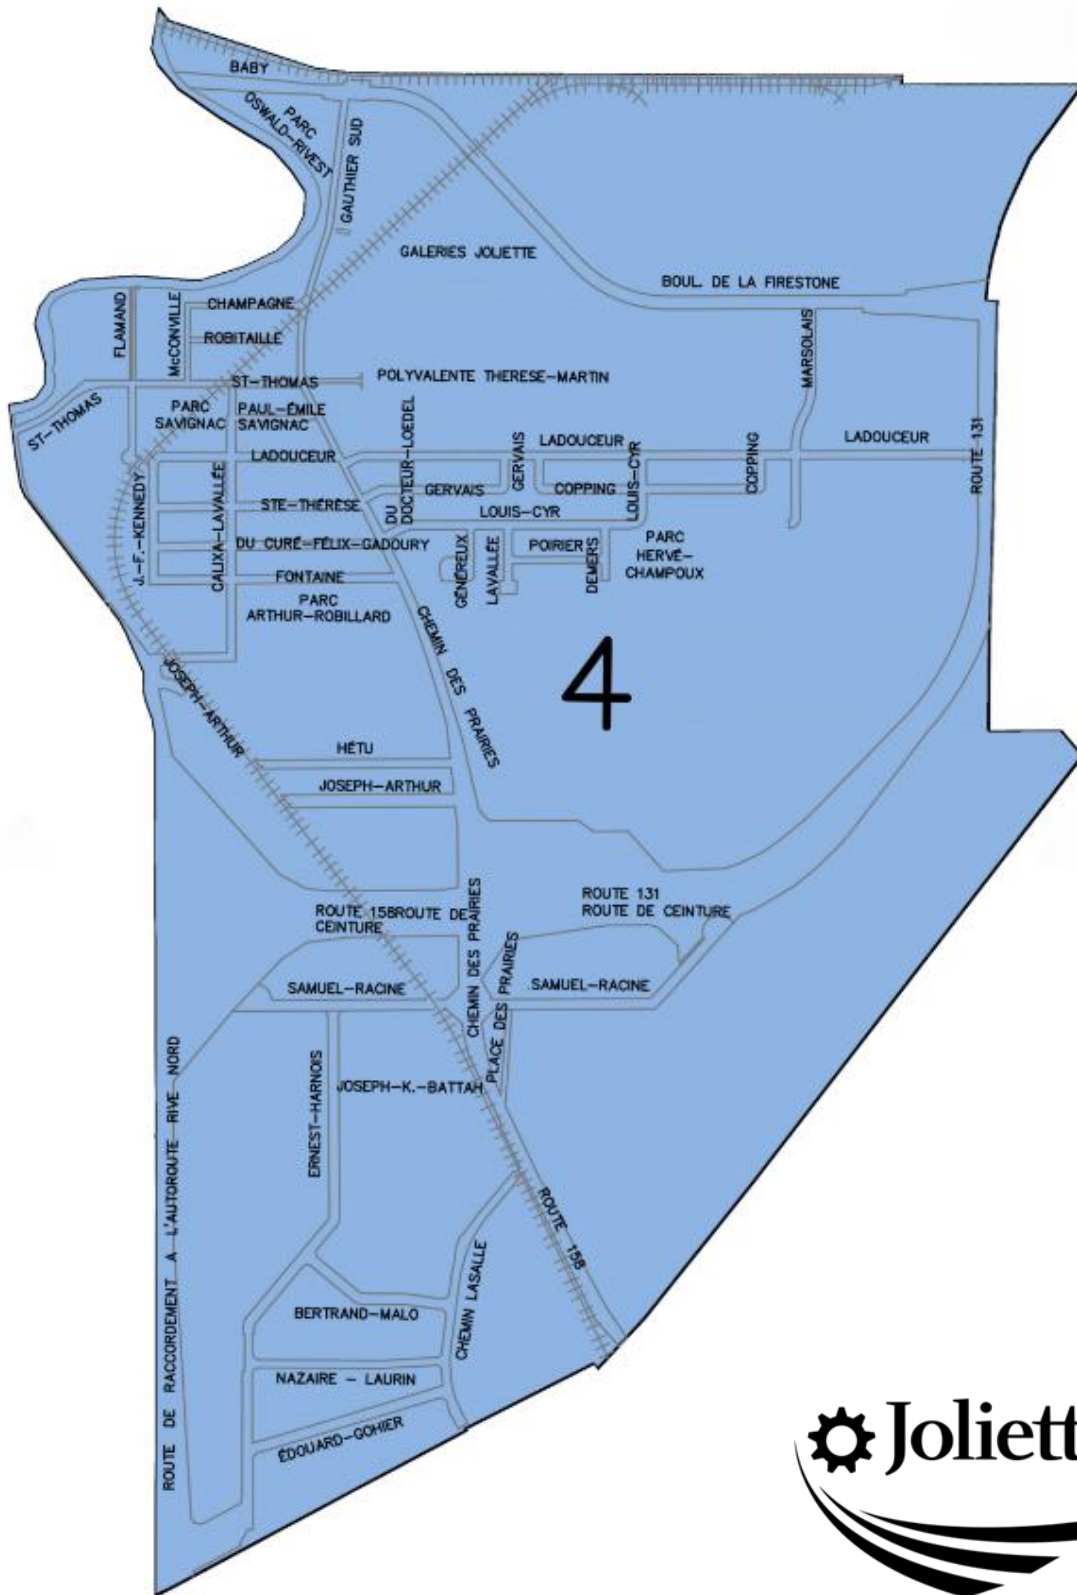 BABY
PARC
OSWALD-RIVEST
GAUTHIER SUD
GALERIES JOLIETTE
BOUL. DE LA FIRESTONE
FLAMAND
McCONVILLE
CHAMPAGNE
ROBITAILLE
MARSOLAIS
ST-THOMAS
POLYVALENTE THERESE-MARTIN
ST-THOMAS
PARC
SAVIGNAC
PAUL-ÉMILE
SAVIGNAC
DU
DOCTEUR-LOEDEL
LADOUCEUR
GERVAIS
LADOUCEUR
LOUIS-CYR
COPPING
LADOUCEUR
ROUTE 131
J.-F.-KENNEDY
CALIXA-LAVALLÉE
STE-THÉRÈSE
GERVAIS
COPPING
LOUIS-CYR
DU CURÉ-FÉLIX-GADOURY
GÉNÉREUX
LAVALLÉE
POIRIER
DEMERS
PARC
HERVÉ-
CHAMPOUX
FONTAINE
PARC
ARTHUR-ROBILLARD
CHEMIN DES PRAIRIES
4
JOSEPH-ARTHUR
HÉTU
JOSEPH-ARTHUR
ROUTE 158ROUTE DE
CEINTURE
CHEMIN DES PRAIRIES
ROUTE 131
ROUTE DE CEINTURE
SAMUEL-RACINE
PLACE DES PRAIRIES
SAMUEL-RACINE
ERNEST-HARNOIS
JOSEPH-K.-BATTAH
ROUTE DE RACCORDEMENT A L'AUTOROUTE RIVE NORD
ROUTE 158
CHEMIN LASALLE
BERTRAND-MALO
NAZAIRE - LAURIN
ÉDOUARD-GOHIER
Joliett